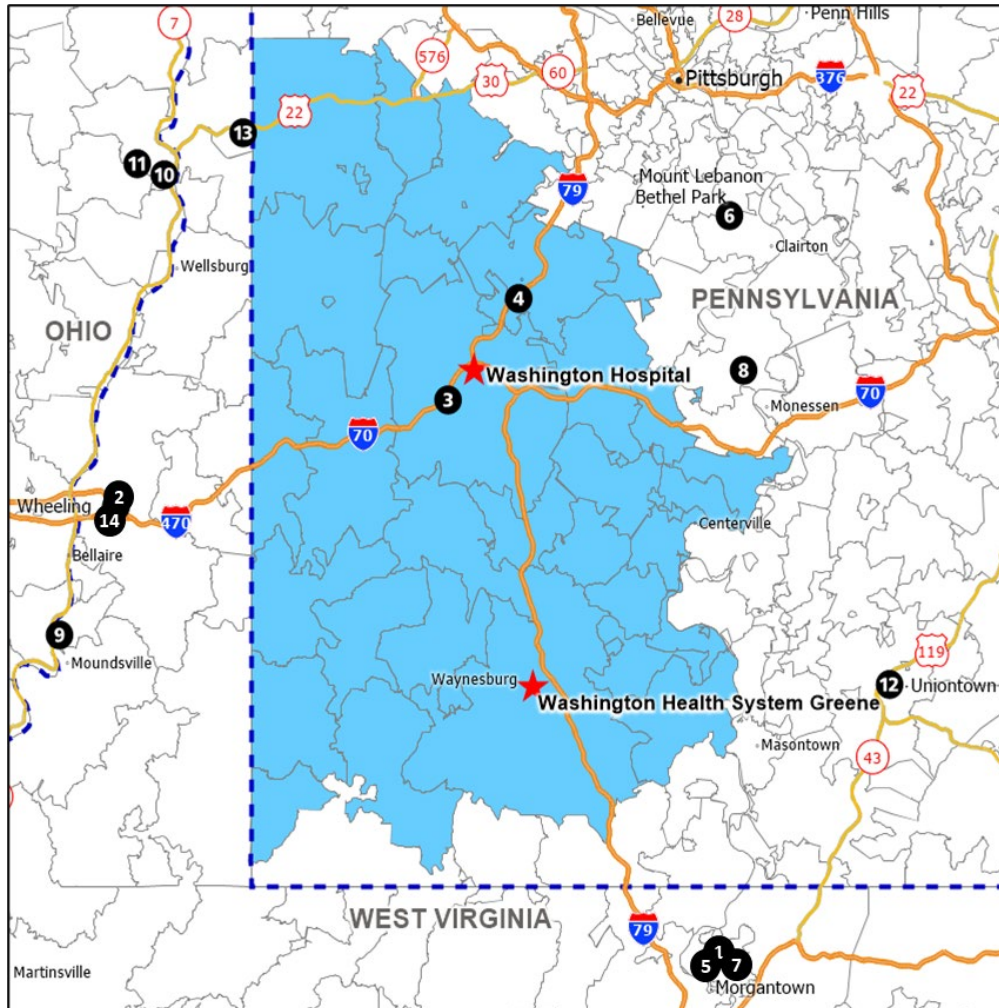 7
28
Penn Hills
Bellevue
576
60
30
Pittsburgh
376
22
22
13
11
10
79
Mount Lebanon
Bethel Park
6
Clairton
Wellsburg
4
PENNSYLVANIA
OHIO
Washington Hospital
8
3
70
Monessen
70
2
Wheeling
14
470
Centerville
Bellaire
9
Moundsville
119
Waynesburg
12
Uniontown
Washington Health System Greene
Masontown
43
WEST VIRGINIA
79
1
5
7
Martinsville
Morgantown